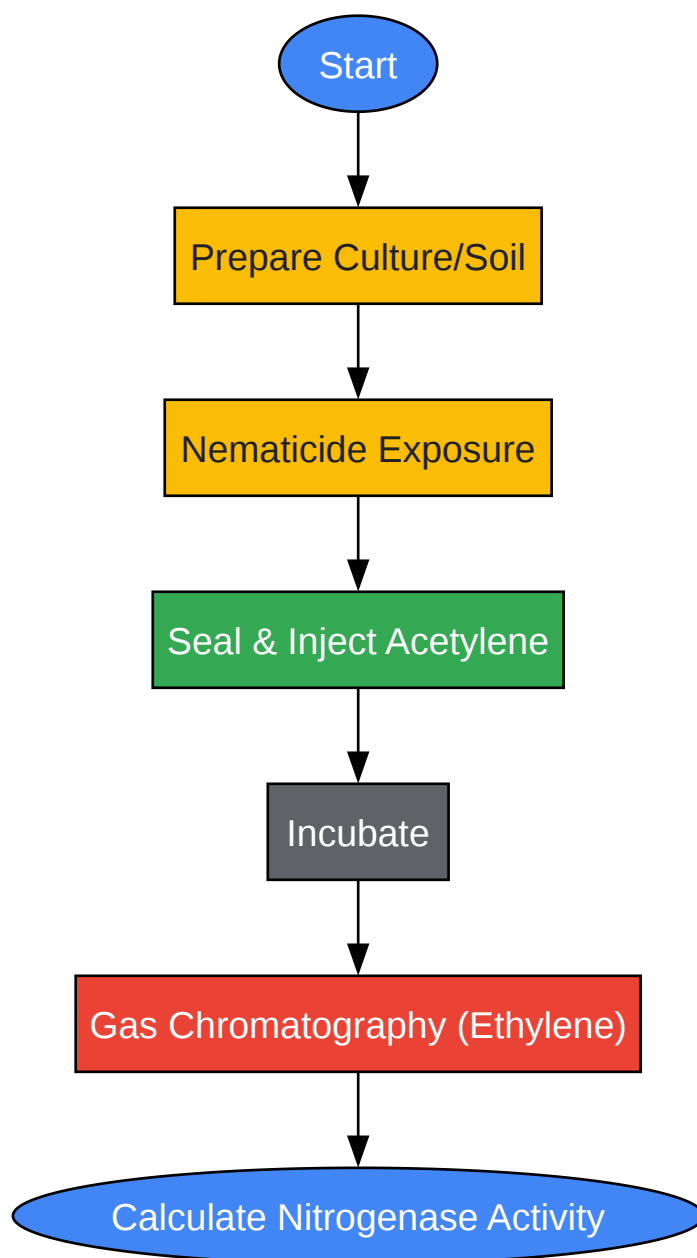 Start
Prepare Culture/Soil
Nematicide Exposure
Seal & Inject Acetylene
Incubate
Gas Chromatography (Ethylene)
Calculate Nitrogenase Activity